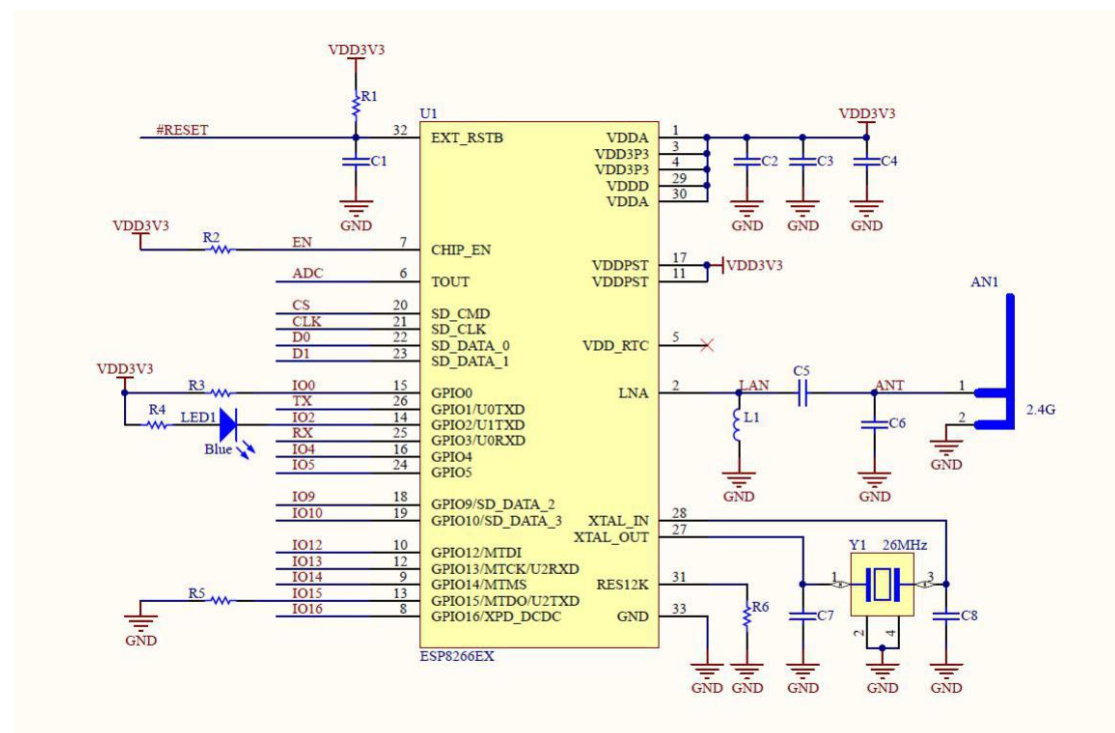 VDD3V3
R1
#RESET
C1
GND
U1
32 EXT_RSTB
VDD3V3
R2 EN 7 CHIP_EN
ADC 6 TOUT
CS 20 SD_CMD
CLK 21 SD_CLK
D0 22 SD_DATA_0
D1 23 SD_DATA_1
VDD3V3
R3 IO0 15 GPIO0
TX 26 GPIO1/U0TXD
R4 LED1 IO2 14 GPIO2/U1TXD
Blue
RX 25 GPIO3/U0RXD
IO4 16 GPIO4
IO5 24 GPIO5
IO9 18 GPIO9/SD_DATA_2
IO10 19 GPIO10/SD_DATA_3
IO12 10 GPIO12/MTDI
IO13 12 GPIO13/MTCK/U2RXD
IO14 9 GPIO14/MTMS
R5 IO15 13 GPIO15/MTDO/U2TXD
IO16 8 GPIO16/XPD_DCDC
GND
ESP8266EX
VDDA 1
VDD3P3 3
VDD3P3 4
VDDD 29
VDDA 30
VDD3V3
C2 C3 C4
GND GND GND
VDDPST 17 VDD3V3
VDDPST 11
VDD_RTC 5
LNA 2 LAN C5 ANT 1
AN1
2.4G
2
L1
C6
GND
GND GND
XTAL_IN 28
XTAL_OUT 27
Y1 26MHz
1 3
2 4
RES12K 31
R6
C7 C8
GND 33
GND GND GND GND GND